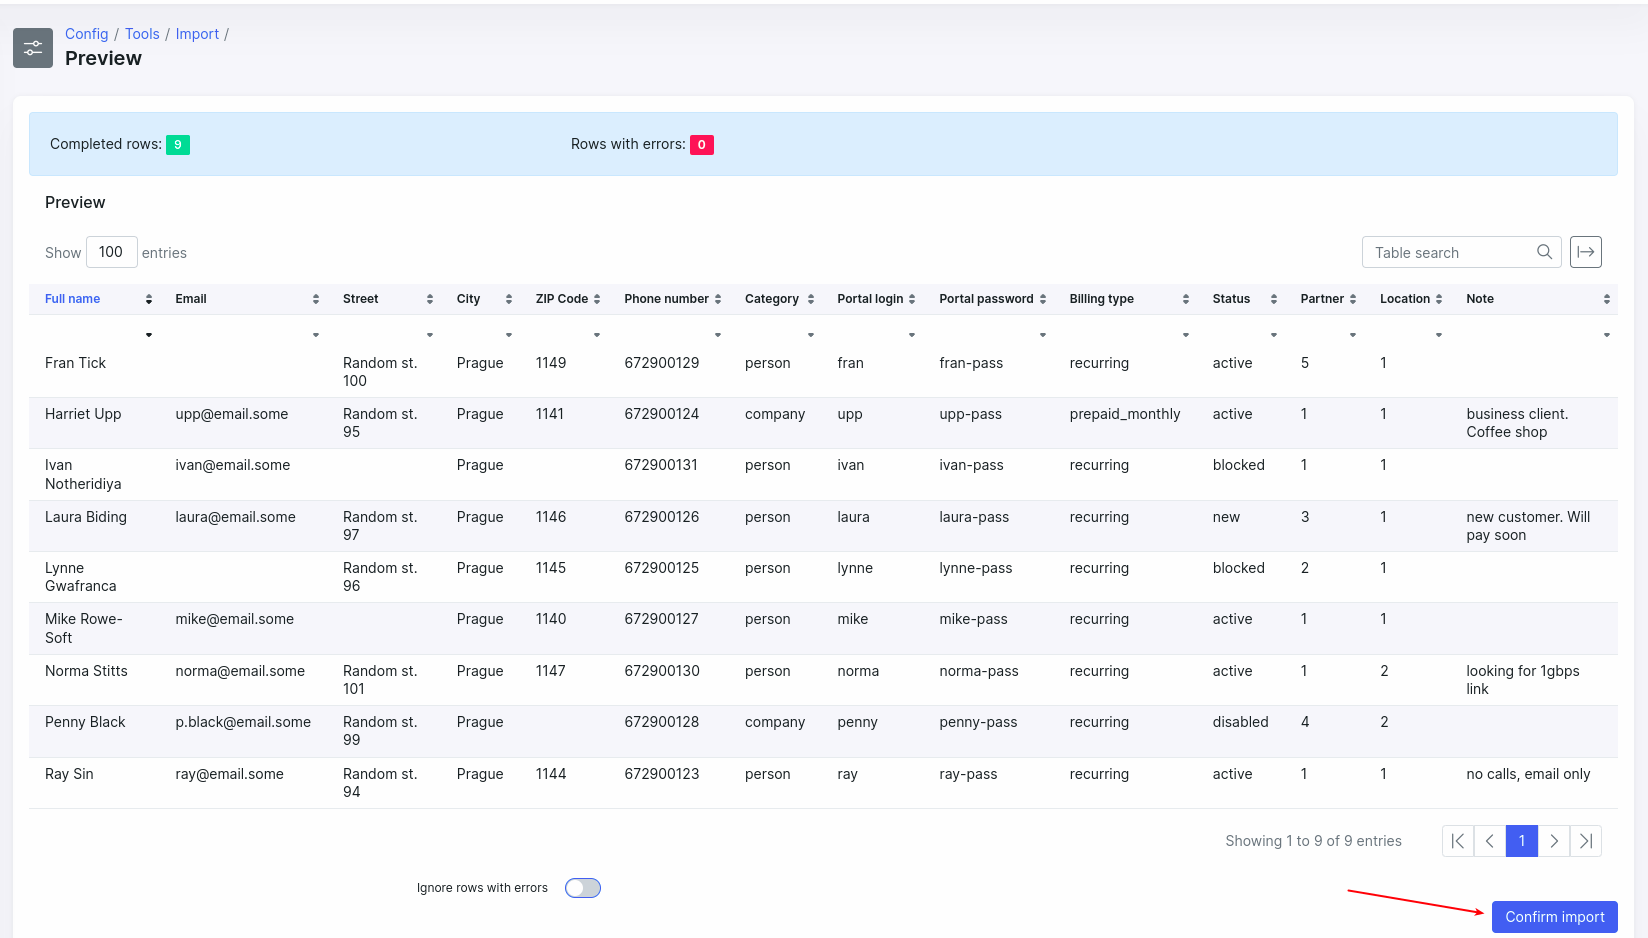 Config / Tools / Import /
Preview
Completed rows: 9 Rows with errors: 0
Preview
Show 100 entries Table search
Full name Email Street City ZIP Code Phone number Category Portal login Portal password Billing type Status Partner Location Note
Fran Tick Random st. Prague 1149 672900129 person fran fran-pass recurring active 5 1
100
Harriet Upp upp@email.some Random st. Prague 1141 672900124 company upp upp-pass prepaid_monthly active 1 1 business client.
95 Coffee shop
Ivan ivan@email.some Prague 672900131 person ivan ivan-pass recurring blocked 1 1
Notheridiya
Laura Biding laura@email.some Random st. Prague 1146 672900126 person laura laura-pass recurring new 3 1 new customer. Will
97 pay soon
Lynne Random st. Prague 1145 672900125 person lynne lynne-pass recurring blocked 2 1
Gwafranca 96
Mike Rowe- mike@email.some Prague 1140 672900127 person mike mike-pass recurring active 1 1
Soft
Norma Stitts norma@email.some Random st. Prague 1147 672900130 person norma norma-pass recurring active 1 2 looking for 1gbps
101 link
Penny Black p.black@email.some Random st. Prague 672900128 company penny penny-pass recurring disabled 4 2
99
Ray Sin ray@email.some Random st. Prague 1144 672900123 person ray ray-pass recurring active 1 1 no calls, email only
94
Showing 1 to 9 of 9 entries 1
Ignore rows with errors
Confirm import